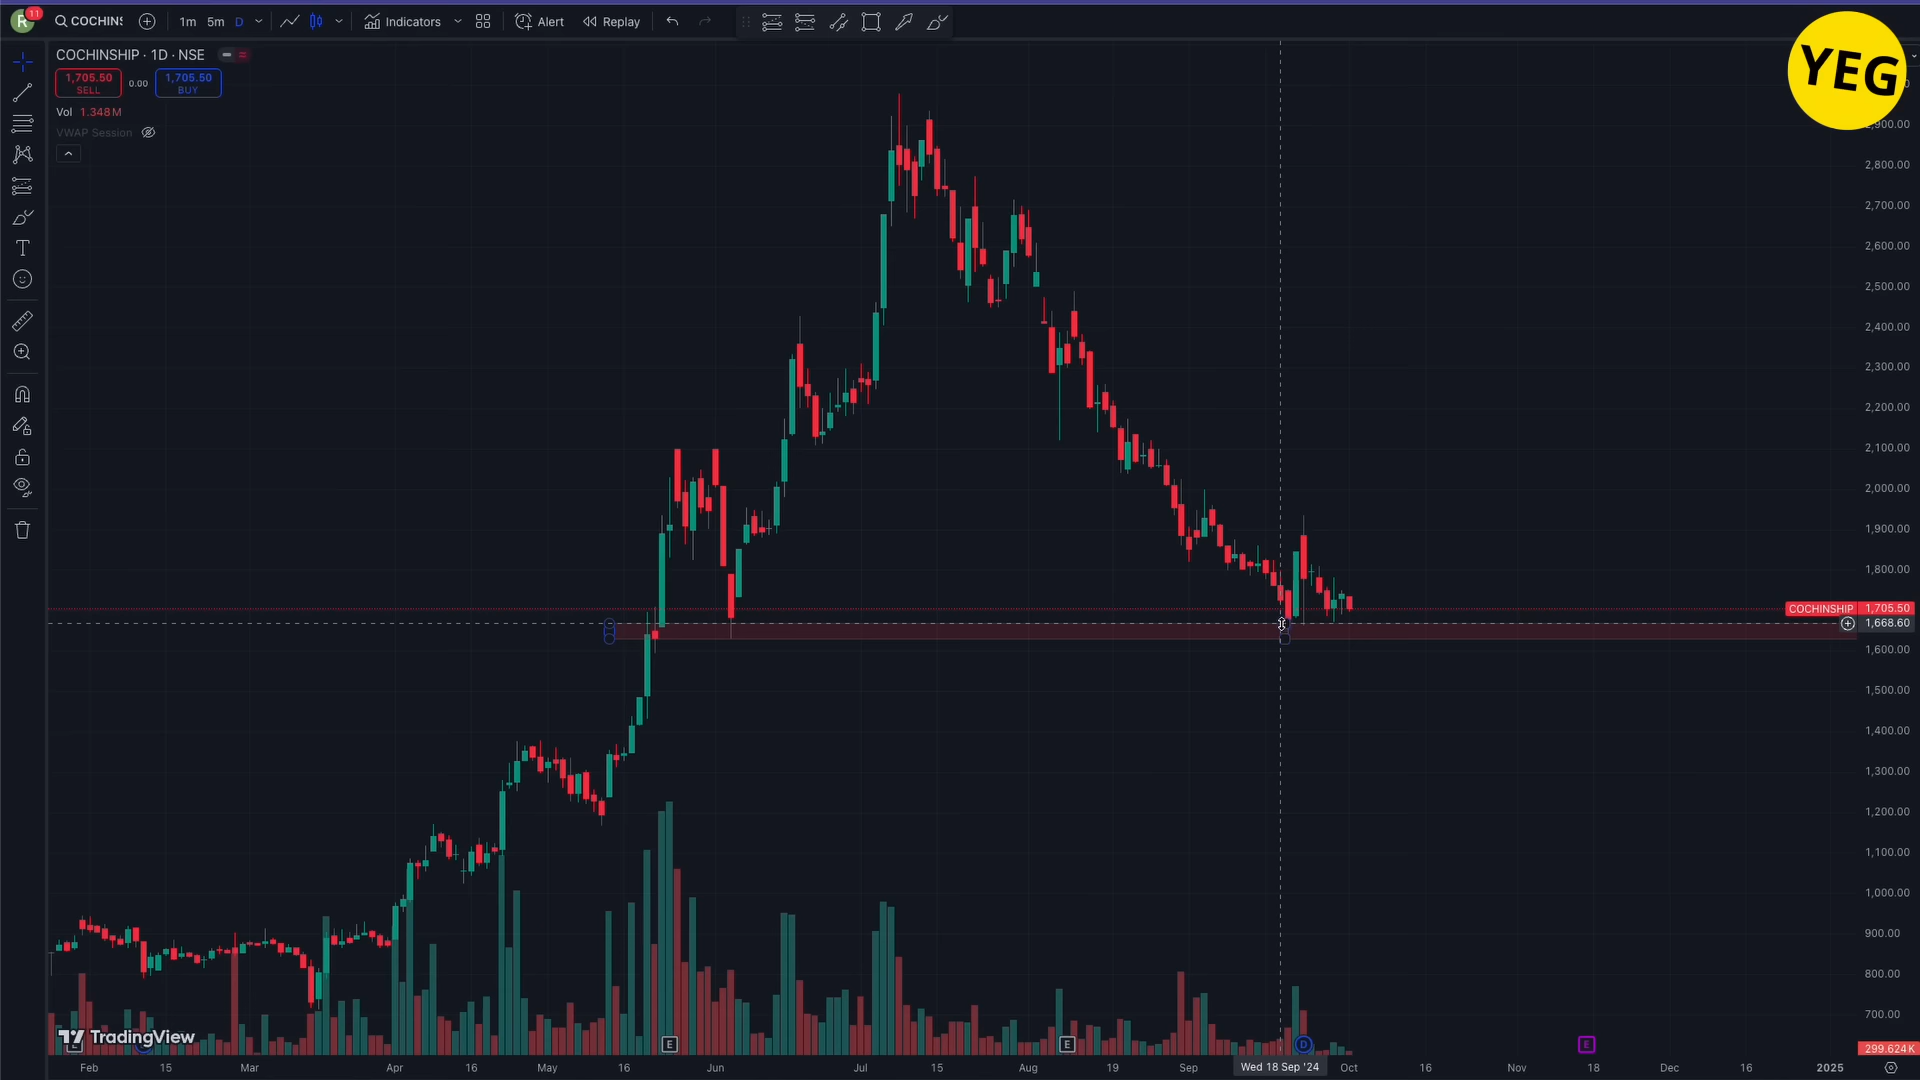 R 11 COCHINS 1m 5m D Indicators Alert Replay
COCHINSHIP · 1D · NSE
1,705.50 SELL 0.00 1,705.50 BUY
Vol 1.348M
VWAP Session
YEG
2,900.00
2,800.00
2,700.00
2,600.00
2,500.00
2,400.00
2,300.00
2,200.00
2,100.00
2,000.00
1,900.00
1,800.00
COCHINSHIP 1,705.50
1,668.60
1,600.00
1,500.00
1,400.00
1,300.00
1,200.00
1,100.00
1,000.00
900.00
800.00
700.00
TradingView
E E E D E
299.624K
Feb 15 Mar Apr 16 May 16 Jun Jul 15 Aug 19 Sep Wed 18 Sep '24 Oct 16 Nov 18 Dec 16 2025